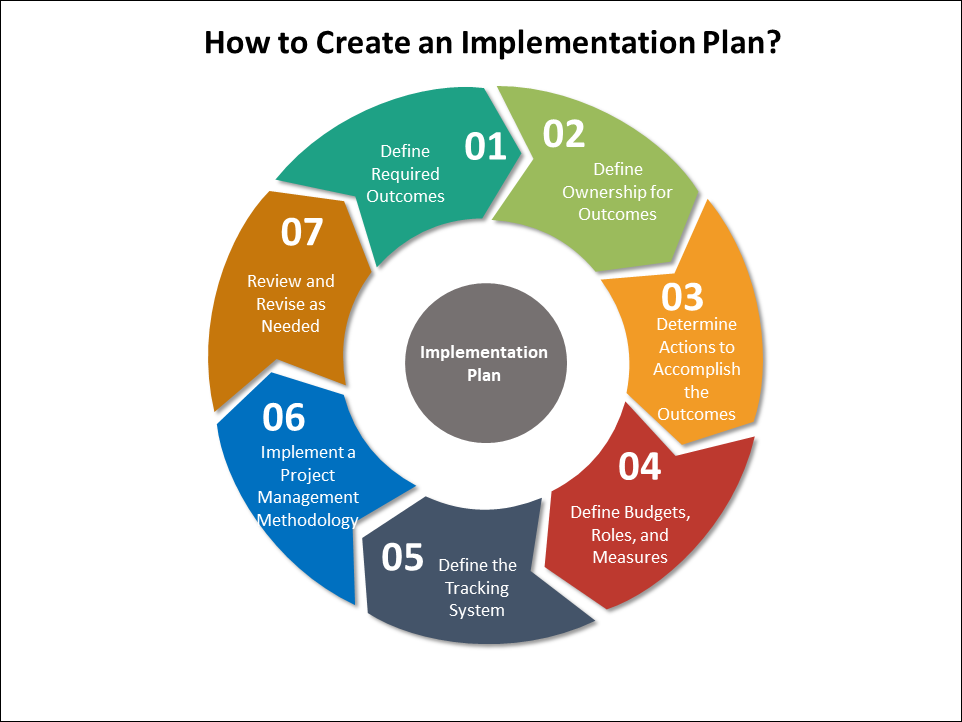 How to Create an Implementation Plan?
01
Define
Required
Outcomes
02
Define
Ownership for
Outcomes
03
Determine
Actions to
Accomplish
the
Outcomes
04
Define Budgets,
Roles, and
Measures
05
Define the
Tracking
System
06
Implement a
Project
Management
Methodology
07
Review and
Revise as
Needed
Implementation
Plan